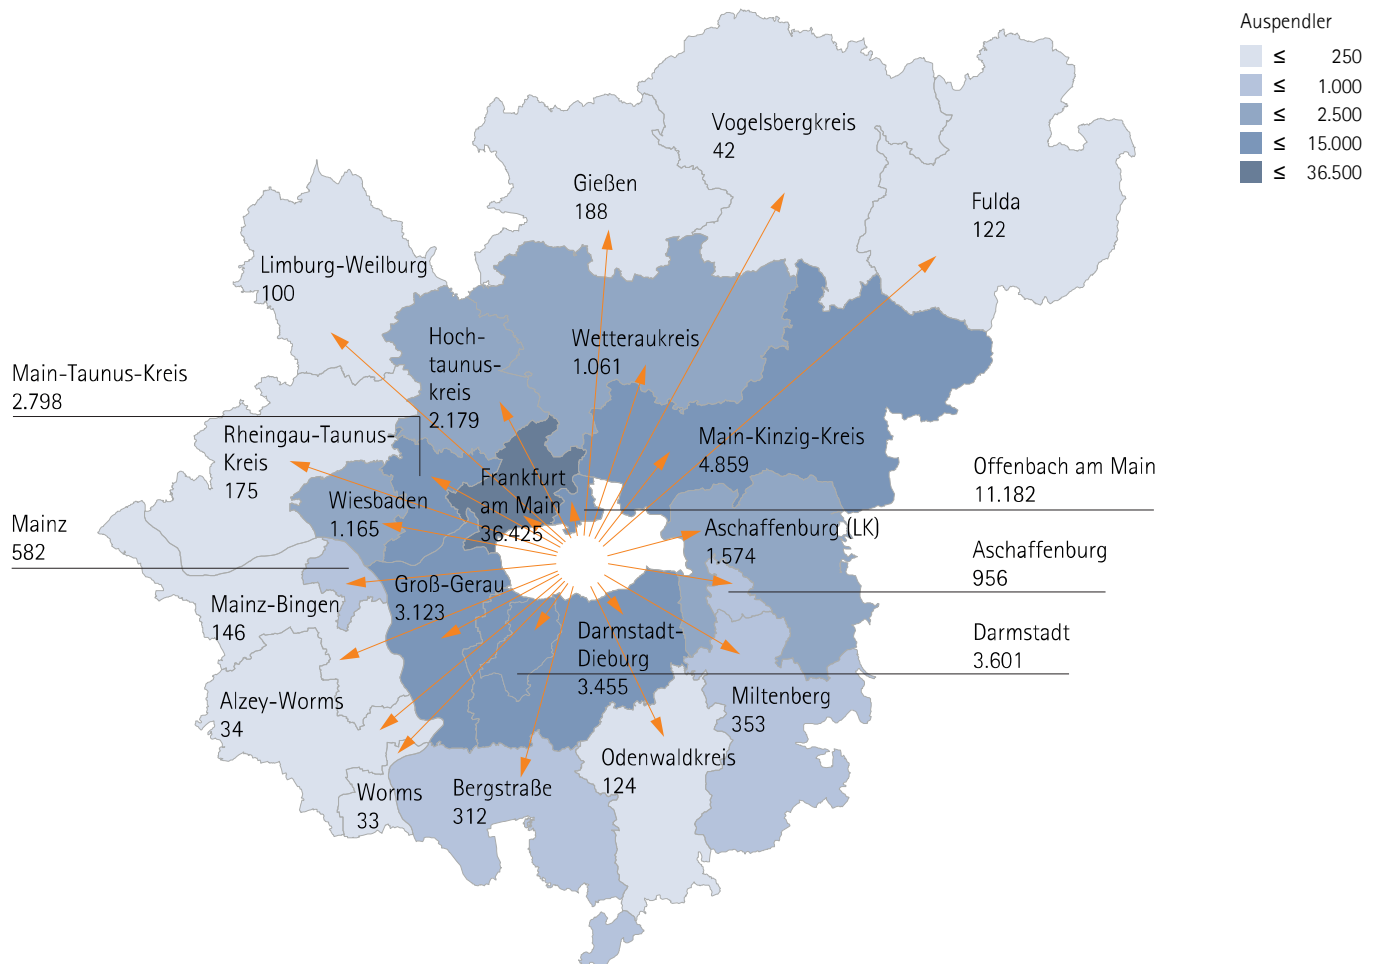 Auspendler
≤ 250
≤ 1.000
≤ 2.500
≤ 15.000
≤ 36.500
Vogelsbergkreis
42
Gießen
188
Fulda
122
Limburg-Weilburg
100
Hoch-
taunus-
kreis
2.179
Wetteraukreis
1.061
Main-Taunus-Kreis
2.798
Rheingau-Taunus-
Kreis
175
Main-Kinzig-Kreis
4.859
Frankfurt
am Main
36.425
Offenbach am Main
11.182
Wiesbaden
1.165
Mainz
582
Aschaffenburg (LK)
1.574
Aschaffenburg
956
Groß-Gerau
3.123
Mainz-Bingen
146
Darmstadt-
Dieburg
3.455
Darmstadt
3.601
Alzey-Worms
34
Miltenberg
353
Odenwaldkreis
124
Worms
33
Bergstraße
312